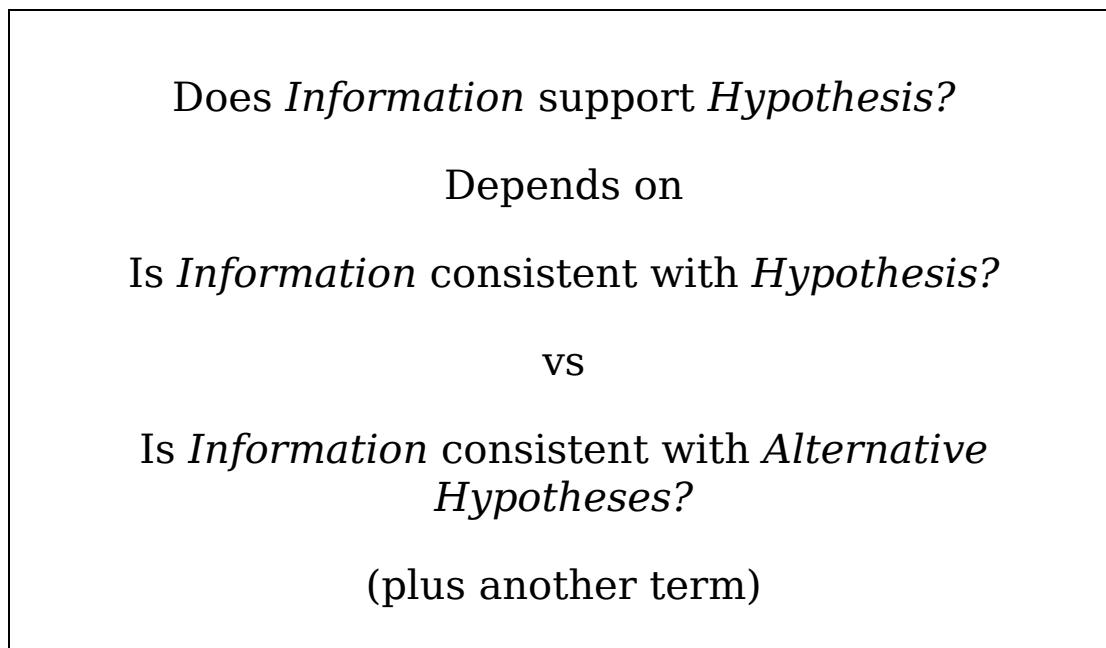 Does Information support Hypothesis?
Depends on
Is Information consistent with Hypothesis?
vs
Is Information consistent with Alternative
Hypotheses?
(plus another term)